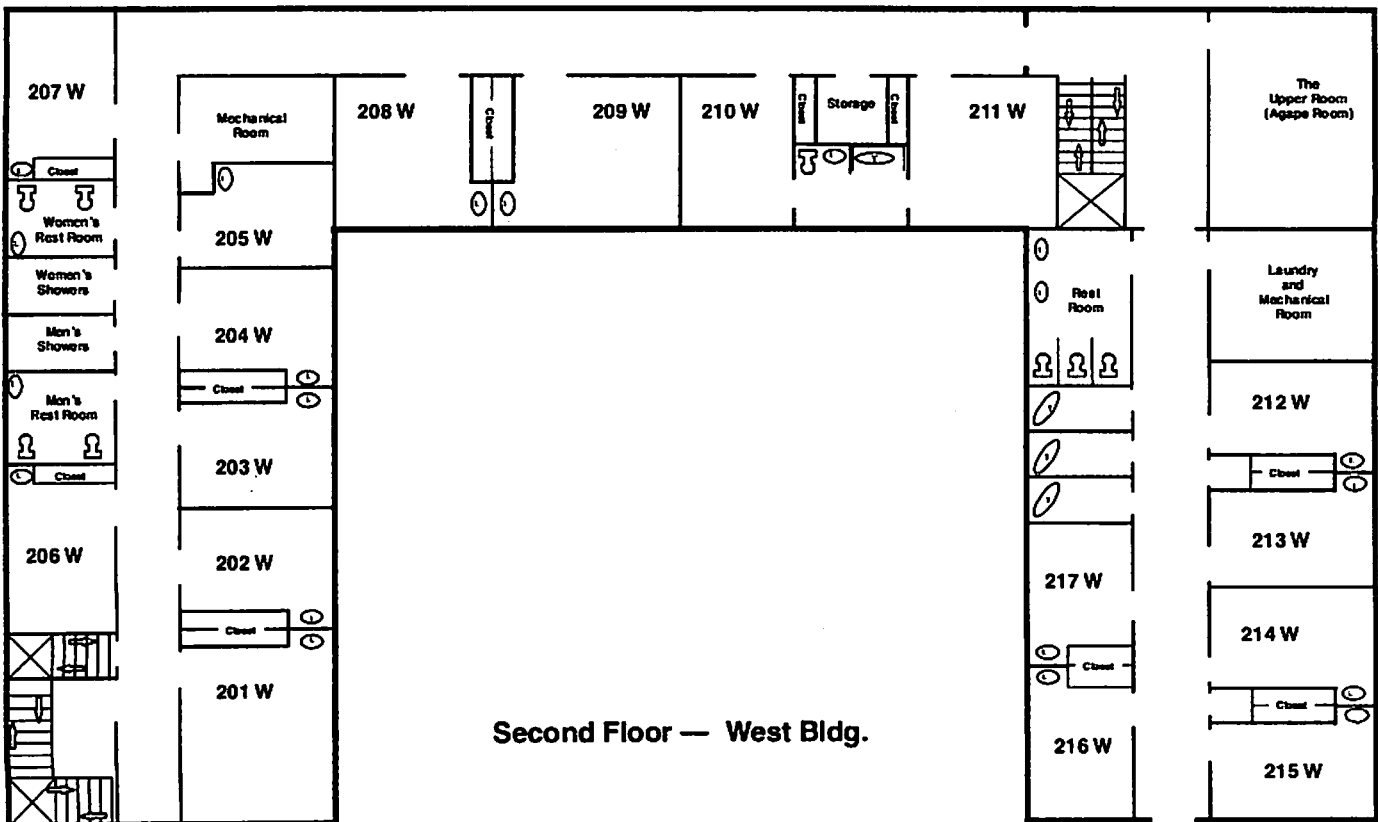 207 W
Closet
Women's
Rest Room
Women's
Showers
Men's
Showers
Men's
Rest Room
Closet
206 W
Mechanical
Room
205 W
204 W
Closet
203 W
202 W
Closet
201 W
208 W
Closet
209 W
210 W
Closet
Storage
Closet
211 W
The
Upper Room
(Agape Room)
Rest
Room
Laundry
and
Mechanical
Room
212 W
Closet
213 W
217 W
214 W
Closet
Closet
216 W
215 W
Second Floor — West Bldg.